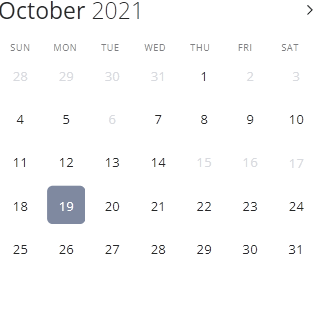 October 2021 >
SUN MON TUE WED THU FRI SAT
28 29 30 31 1 2 3
4 5 6 7 8 9 10
11 12 13 14 15 16 17
18 19 20 21 22 23 24
25 26 27 28 29 30 31